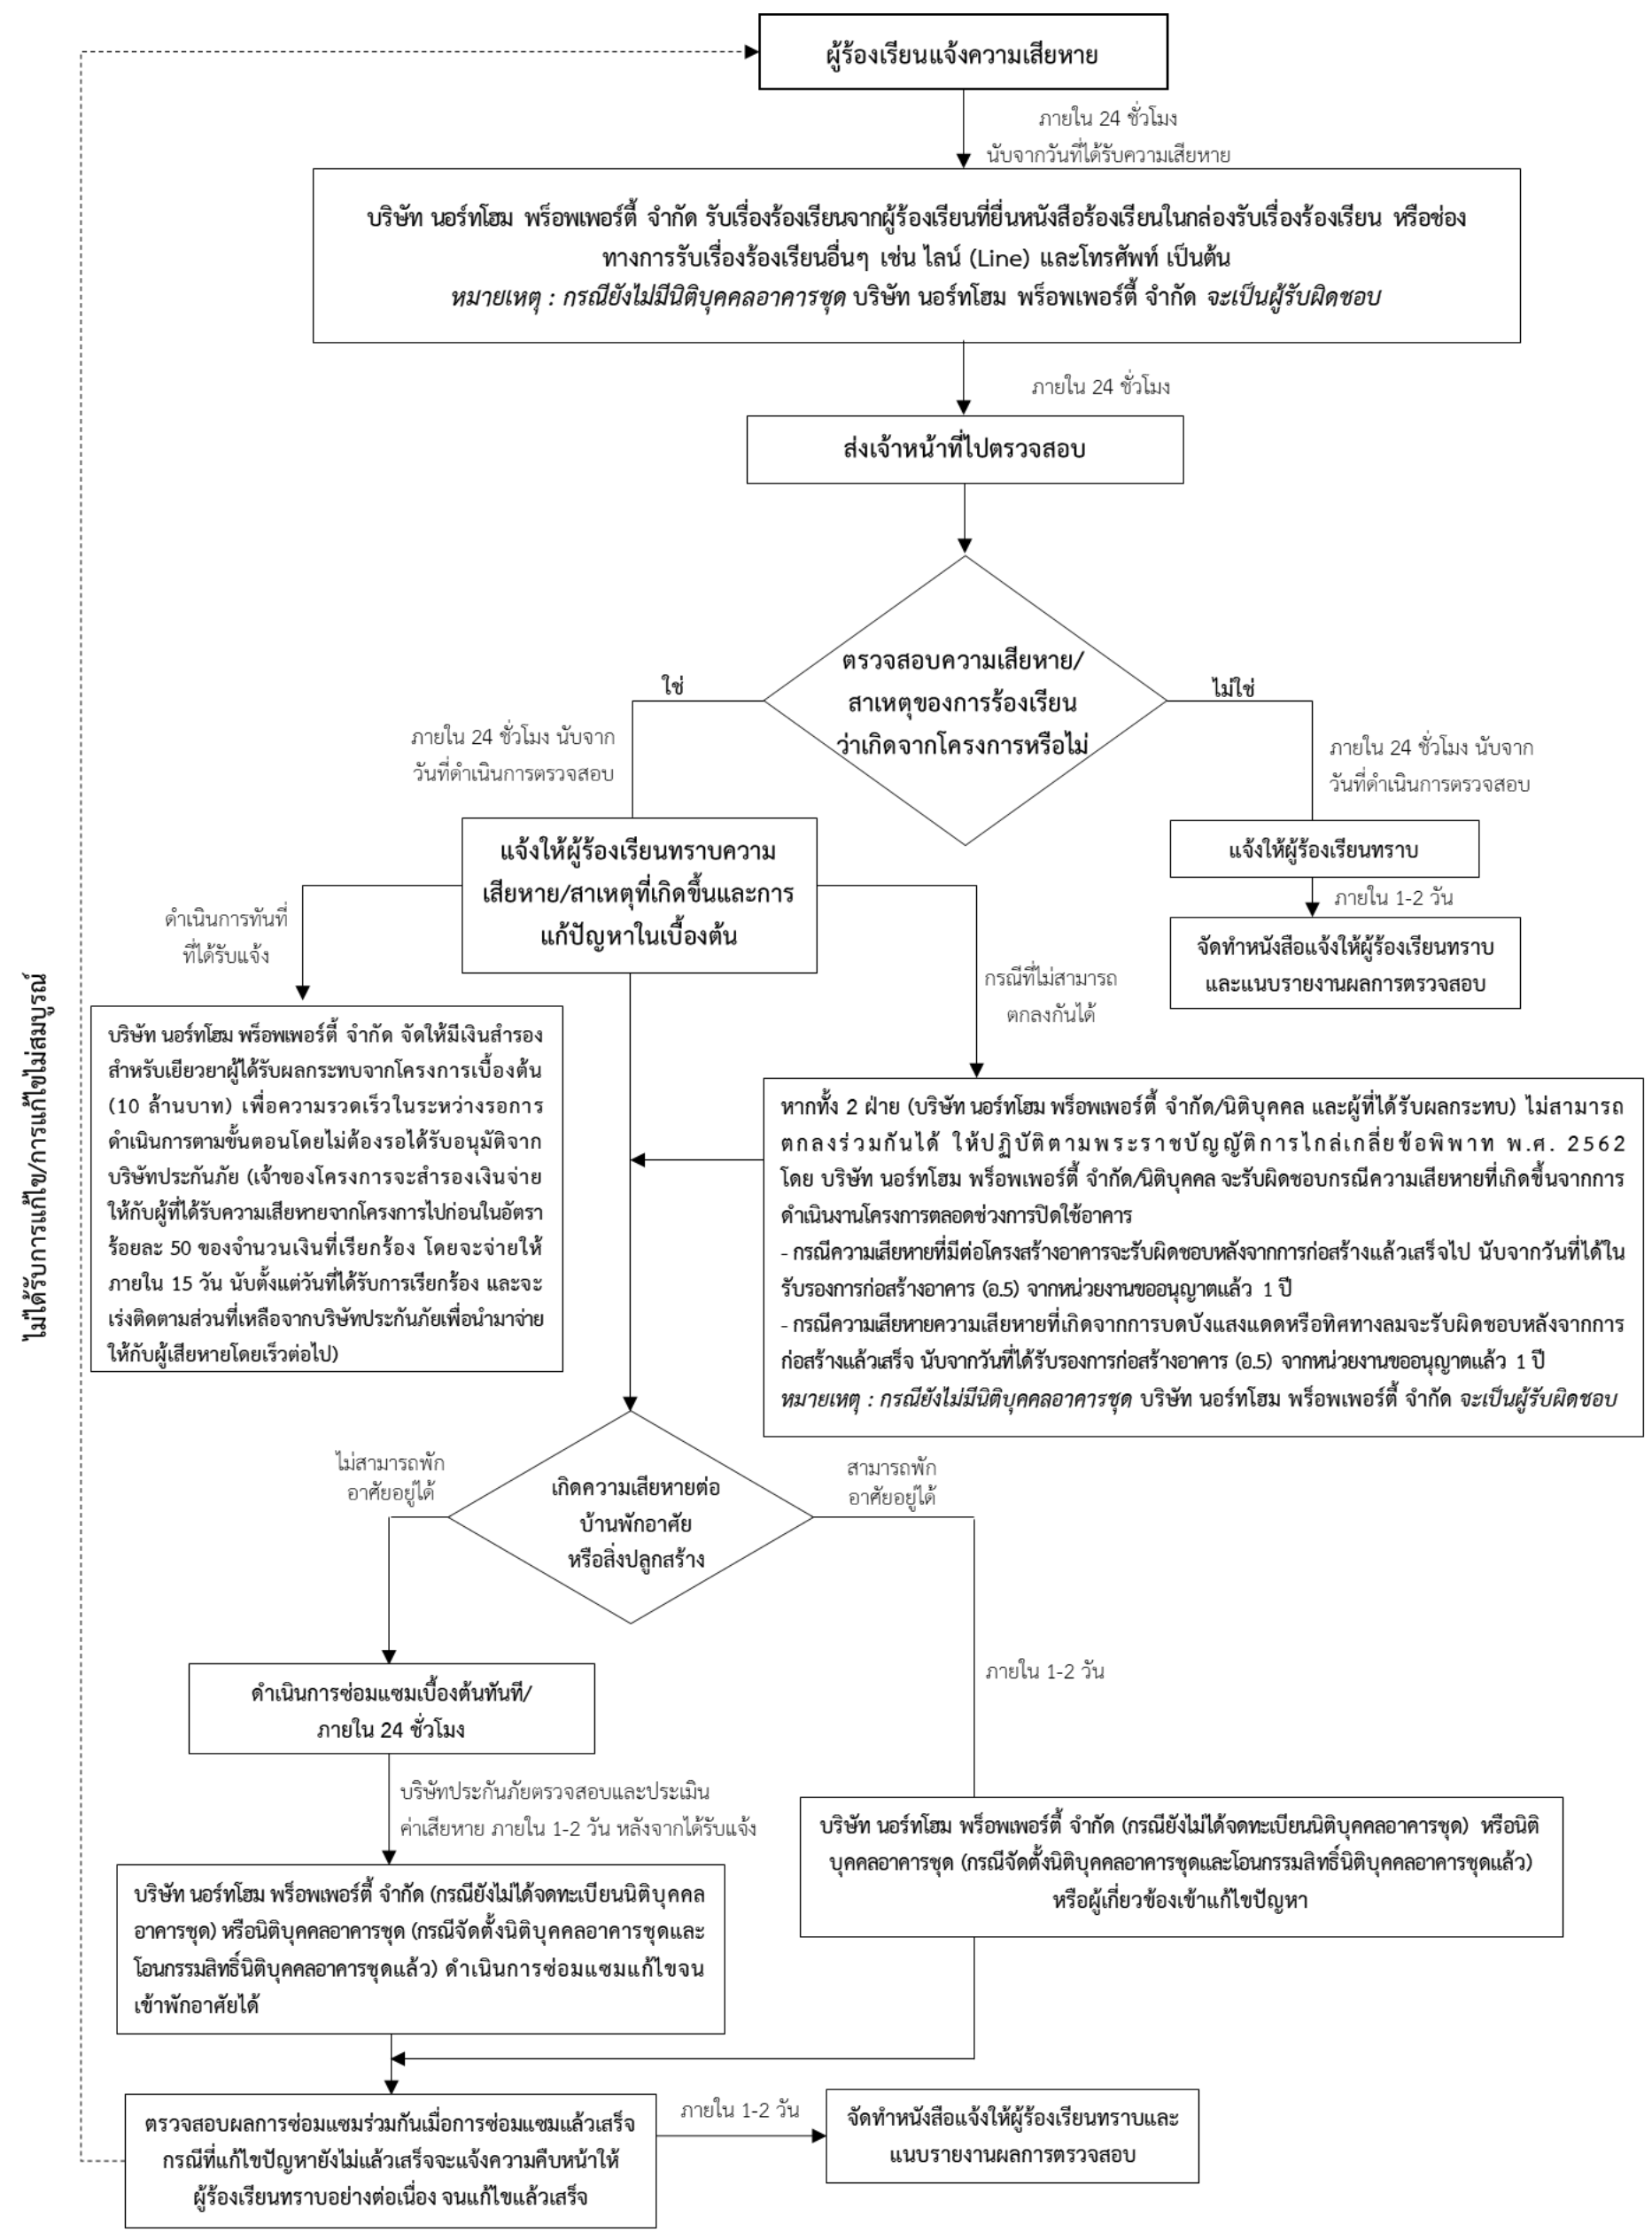 ผู้ร้องเรียนแจ้งความเสียหาย
ภายใน 24 ชั่วโมง
นับจากวันที่ได้รับความเสียหาย
บริษัท นอร์ทโฮม พร็อพเพอร์ตี้ จำกัด รับเรื่องร้องเรียนจากผู้ร้องเรียนที่ยื่นหนังสือร้องเรียนในกล่องรับเรื่องร้องเรียน หรือช่อง
ทางการรับเรื่องร้องเรียนอื่นๆ เช่น ไลน์ (Line) และโทรศัพท์ เป็นต้น
หมายเหตุ : กรณียังไม่มีนิติบุคคลอาคารชุด บริษัท นอร์ทโฮม พร็อพเพอร์ตี้ จำกัด จะเป็นผู้รับผิดชอบ
ภายใน 24 ชั่วโมง
ส่งเจ้าหน้าที่ไปตรวจสอบ
ตรวจสอบความเสียหาย/
สาเหตุของการร้องเรียน
ว่าเกิดจากโครงการหรือไม่
ใช่
ไม่ใช่
ภายใน 24 ชั่วโมง นับจาก
วันที่ดำเนินการตรวจสอบ
ภายใน 24 ชั่วโมง นับจาก
วันที่ดำเนินการตรวจสอบ
แจ้งให้ผู้ร้องเรียนทราบความ
เสียหาย/สาเหตุที่เกิดขึ้นและการ
แก้ปัญหาในเบื้องต้น
แจ้งให้ผู้ร้องเรียนทราบ
ภายใน 1-2 วัน
จัดทำหนังสือแจ้งให้ผู้ร้องเรียนทราบ
และแนบรายงานผลการตรวจสอบ
ดำเนินการทันที
ที่ได้รับแจ้ง
กรณีที่ไม่สามารถ
ตกลงกันได้
บริษัท นอร์ทโฮม พร็อพเพอร์ตี้ จำกัด จัดให้มีเงินสำรอง
สำหรับเยียวยาผู้ได้รับผลกระทบจากโครงการเบื้องต้น
(10 ล้านบาท) เพื่อความรวดเร็วในระหว่างรอการ
ดำเนินการตามขั้นตอนโดยไม่ต้องรอได้รับอนุมัติจาก
บริษัทประกันภัย (เจ้าของโครงการจะสำรองเงินจ่าย
ให้กับผู้ที่ได้รับความเสียหายจากโครงการไปก่อนในอัตรา
ร้อยละ 50 ของจำนวนเงินที่เรียกร้อง โดยจะจ่ายให้
ภายใน 15 วัน นับตั้งแต่วันที่ได้รับการเรียกร้อง และจะ
เร่งติดตามส่วนที่เหลือจากบริษัทประกันภัยเพื่อนำมาจ่าย
ให้กับผู้เสียหายโดยเร็วต่อไป)
หากทั้ง 2 ฝ่าย (บริษัท นอร์ทโฮม พร็อพเพอร์ตี้ จำกัด/นิติบุคคล และผู้ที่ได้รับผลกระทบ) ไม่สามารถ
ตกลงร่วมกันได้ ให้ปฏิบัติตามพระราชบัญญัติการไกล่เกลี่ยข้อพิพาท พ.ศ. 2562
โดย บริษัท นอร์ทโฮม พร็อพเพอร์ตี้ จำกัด/นิติบุคคล จะรับผิดชอบกรณีความเสียหายที่เกิดขึ้นจากการ
ดำเนินงานโครงการตลอดช่วงการปิดใช้อาคาร
- กรณีความเสียหายที่มีต่อโครงสร้างอาคารจะรับผิดชอบหลังจากการก่อสร้างแล้วเสร็จไป นับจากวันที่ได้ใน
รับรองการก่อสร้างอาคาร (อ.5) จากหน่วยงานขออนุญาตแล้ว 1 ปี
- กรณีความเสียหายความเสียหายที่เกิดจากการบดบังแสงแดดหรือทิศทางลมจะรับผิดชอบหลังจากการ
ก่อสร้างแล้วเสร็จ นับจากวันที่ได้รับรองการก่อสร้างอาคาร (อ.5) จากหน่วยงานขออนุญาตแล้ว 1 ปี
หมายเหตุ : กรณียังไม่มีนิติบุคคลอาคารชุด บริษัท นอร์ทโฮม พร็อพเพอร์ตี้ จำกัด จะเป็นผู้รับผิดชอบ
ไม่ได้รับการแก้ไข/การแก้ไขไม่สมบูรณ์
ไม่สามารถพัก
อาศัยอยู่ได้
เกิดความเสียหายต่อ
บ้านพักอาศัย
หรือสิ่งปลูกสร้าง
สามารถพัก
อาศัยอยู่ได้
ดำเนินการซ่อมแซมเบื้องต้นทันที/
ภายใน 24 ชั่วโมง
ภายใน 1-2 วัน
บริษัทประกันภัยตรวจสอบและประเมิน
ค่าเสียหาย ภายใน 1-2 วัน หลังจากได้รับแจ้ง
บริษัท นอร์ทโฮม พร็อพเพอร์ตี้ จำกัด (กรณียังไม่ได้จดทะเบียนนิติบุคคลอาคารชุด) หรือนิติ
บุคคลอาคารชุด (กรณีจัดตั้งนิติบุคคลอาคารชุดและโอนกรรมสิทธิ์นิติบุคคลอาคารชุดแล้ว)
หรือผู้เกี่ยวข้องเข้าแก้ไขปัญหา
บริษัท นอร์ทโฮม พร็อพเพอร์ตี้ จำกัด (กรณียังไม่ได้จดทะเบียนนิติบุคคล
อาคารชุด) หรือนิติบุคคลอาคารชุด (กรณีจัดตั้งนิติบุคคลอาคารชุดและ
โอนกรรมสิทธิ์นิติบุคคลอาคารชุดแล้ว) ดำเนินการซ่อมแซมแก้ไขจน
เข้าพักอาศัยได้
ตรวจสอบผลการซ่อมแซมร่วมกันเมื่อการซ่อมแซมแล้วเสร็จ
กรณีที่แก้ไขปัญหายังไม่แล้วเสร็จจะแจ้งความคืบหน้าให้
ผู้ร้องเรียนทราบอย่างต่อเนื่อง จนแก้ไขแล้วเสร็จ
ภายใน 1-2 วัน
จัดทำหนังสือแจ้งให้ผู้ร้องเรียนทราบและ
แนบรายงานผลการตรวจสอบ